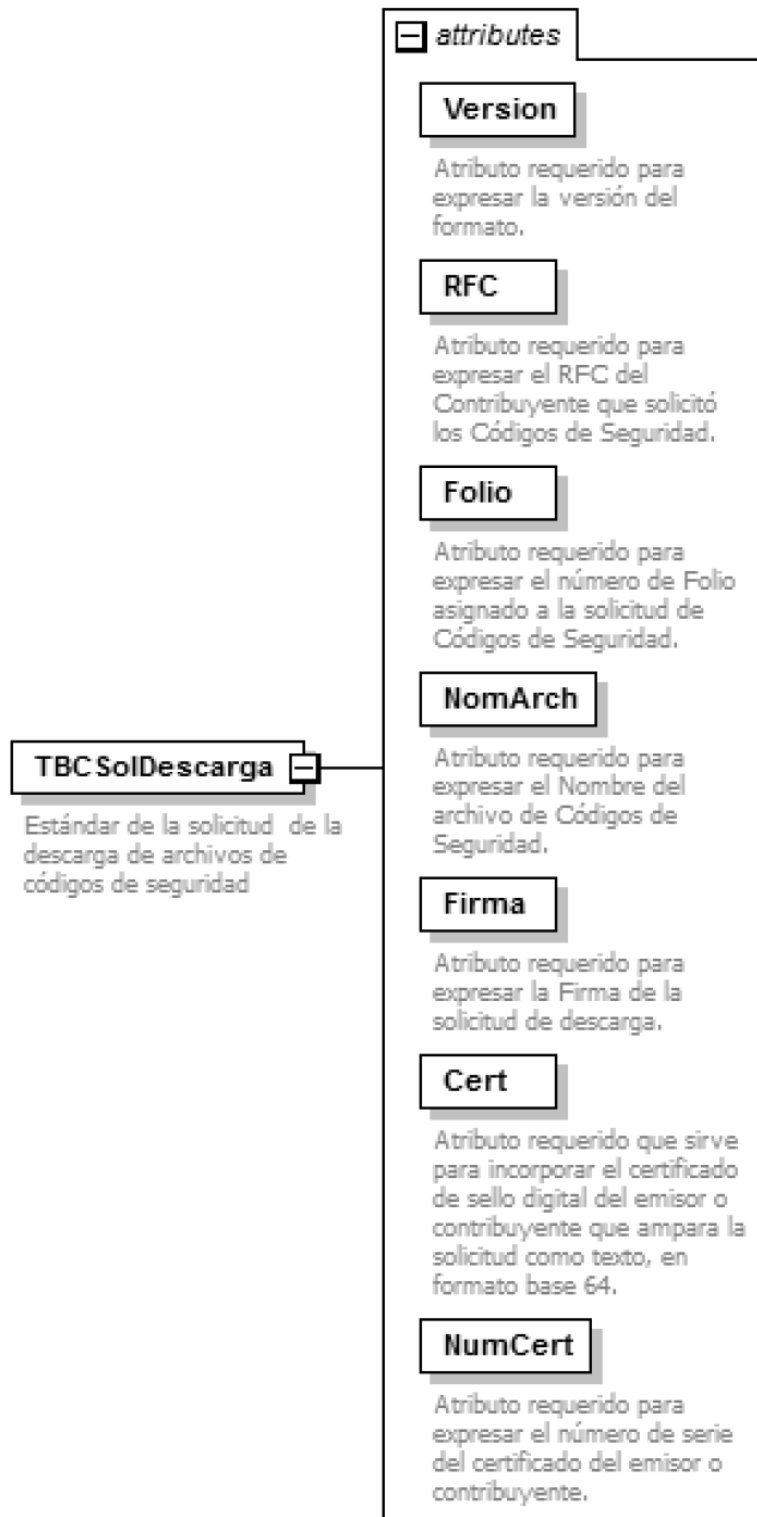 attributes
Version
Atributo requerido para
expresar la versión del
formato.
RFC
Atributo requerido para
expresar el RFC del
Contribuyente que solicitó
los Códigos de Seguridad.
Folio
Atributo requerido para
expresar el número de Folio
asignado a la solicitud de
Códigos de Seguridad.
NomArch
Atributo requerido para
expresar el Nombre del
archivo de Códigos de
Seguridad.
TBCSolDescarga
Estándar de la solicitud de la
descarga de archivos de
códigos de seguridad
Firma
Atributo requerido para
expresar la Firma de la
solicitud de descarga.
Cert
Atributo requerido que sirve
para incorporar el certificado
de sello digital del emisor o
contribuyente que ampara la
solicitud como texto, en
formato base 64.
NumCert
Atributo requerido para
expresar el número de serie
del certificado del emisor o
contribuyente.